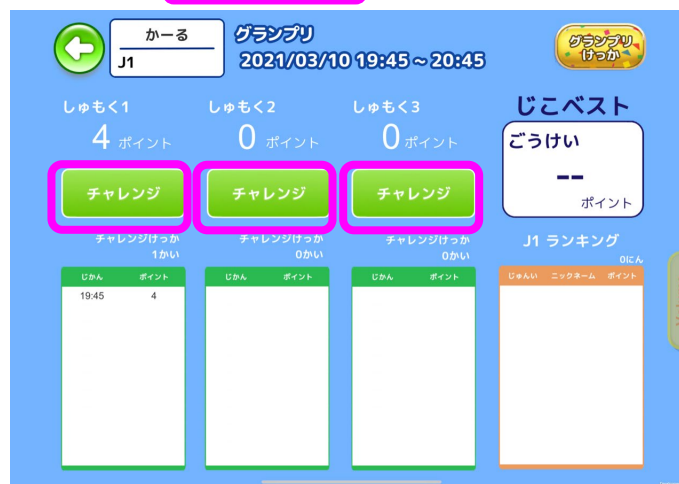 かーる
J1
グランプリ
2021/03/10 19:45 ~ 20:45
グランプリ
けっか
しゅもく1
4 ポイント
チャレンジ
チャレンジけっか
1かい
じかん ポイント
19:45 4
しゅもく2
0 ポイント
チャレンジ
チャレンジけっか
0かい
じかん ポイント
しゅもく3
0 ポイント
チャレンジ
チャレンジけっか
0かい
じかん ポイント
じこベスト
ごうけい
--
ポイント
J1 ランキング
0にん
じゅんい ニックネーム ポイント